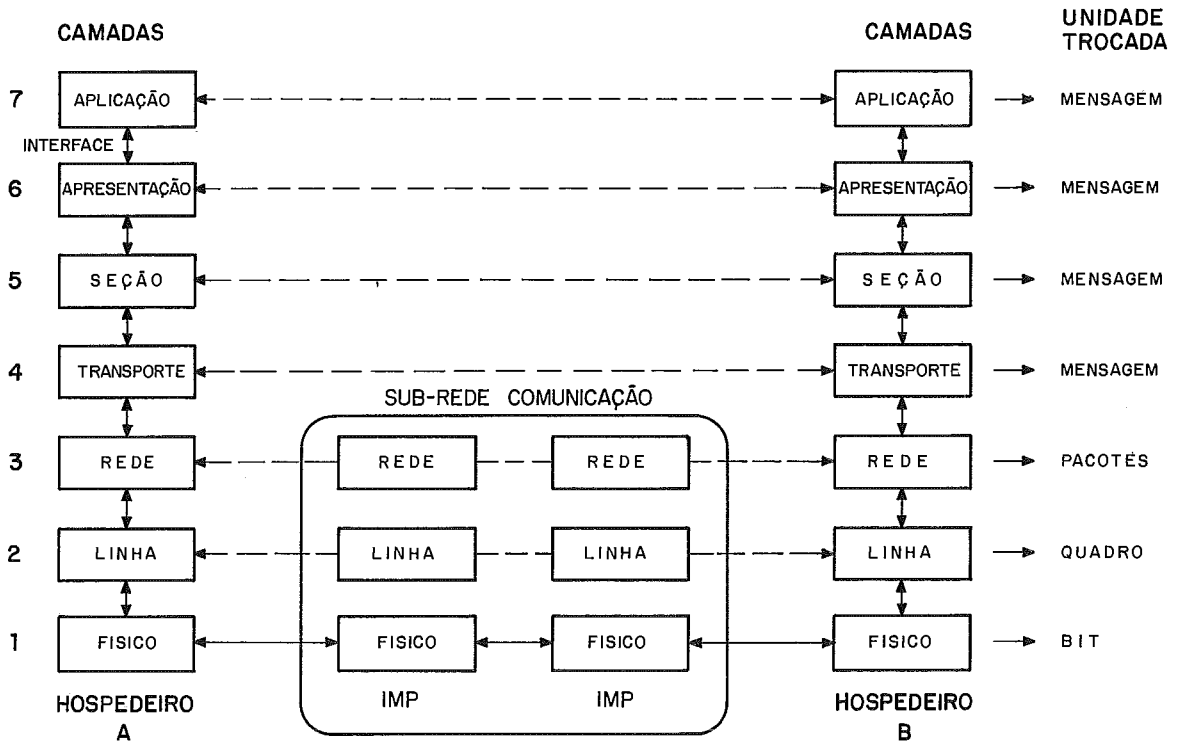 CAMADAS CAMADAS UNIDADE
TROCADA
7 APLICAÇÃO APLICAÇÃO MENSAGEM
INTERFACE
6 APRESENTAÇÃO APRESENTAÇÃO MENSAGEM
5 SEÇÃO SEÇÃO MENSAGEM
4 TRANSPORTE TRANSPORTE MENSAGEM
SUB-REDE COMUNICAÇÃO
3 REDE REDE REDE REDE PACOTÉS
2 LINHA LINHA LINHA LINHA QUADRO
1 FISICO FISICO FISICO FISICO BIT
HOSPEDEIRO IMP IMP HOSPEDEIRO
A B